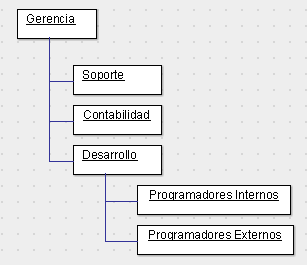 Gerencia
Soporte
Contabilidad
Desarrollo
Programadores Internos
Programadores Externos